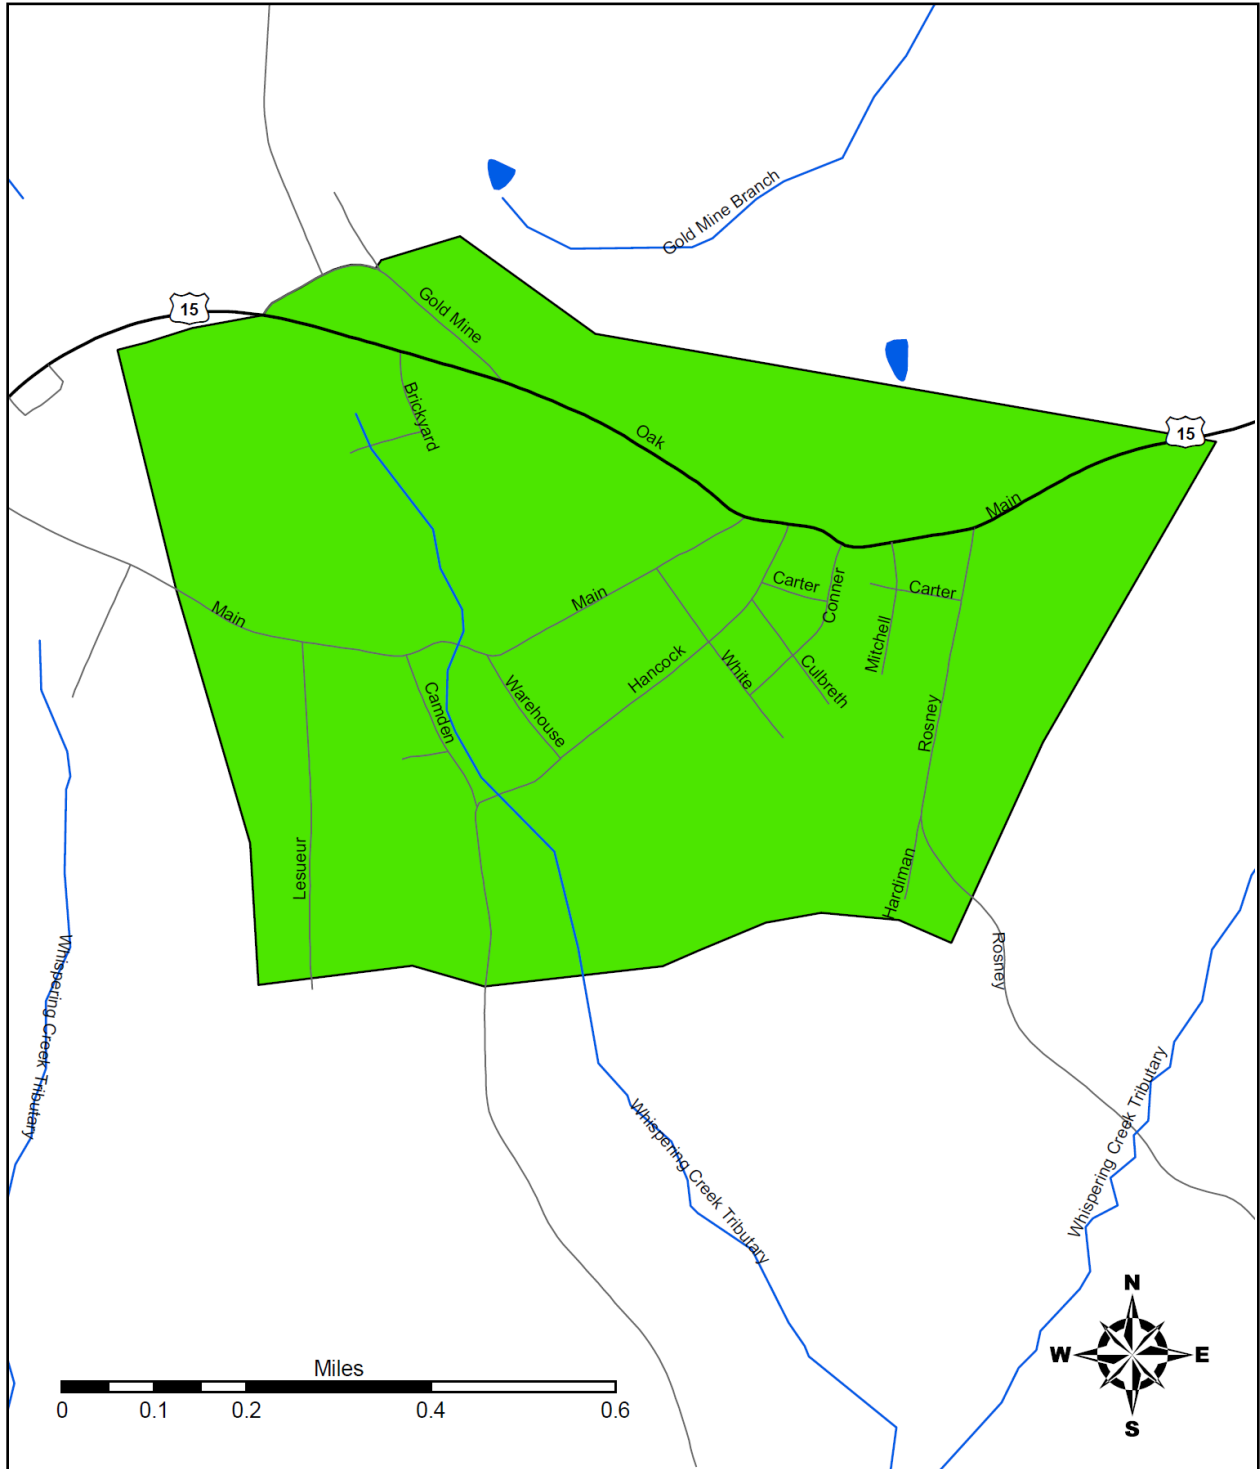 Gold Mine Branch
15
Gold Mine
Brickyard
Oak
15
Main
Carter
Conner
Carter
Main
Main
Mitchell
Hancock
White
Culbreth
Camden
Warehouse
Rosney
Lesueur
Hardiman
Rosney
Whispering Creek Tributary
Whispering Creek Tributary
Whispering Creek Tributary
N
W E
S
Miles
0 0.1 0.2 0.4 0.6